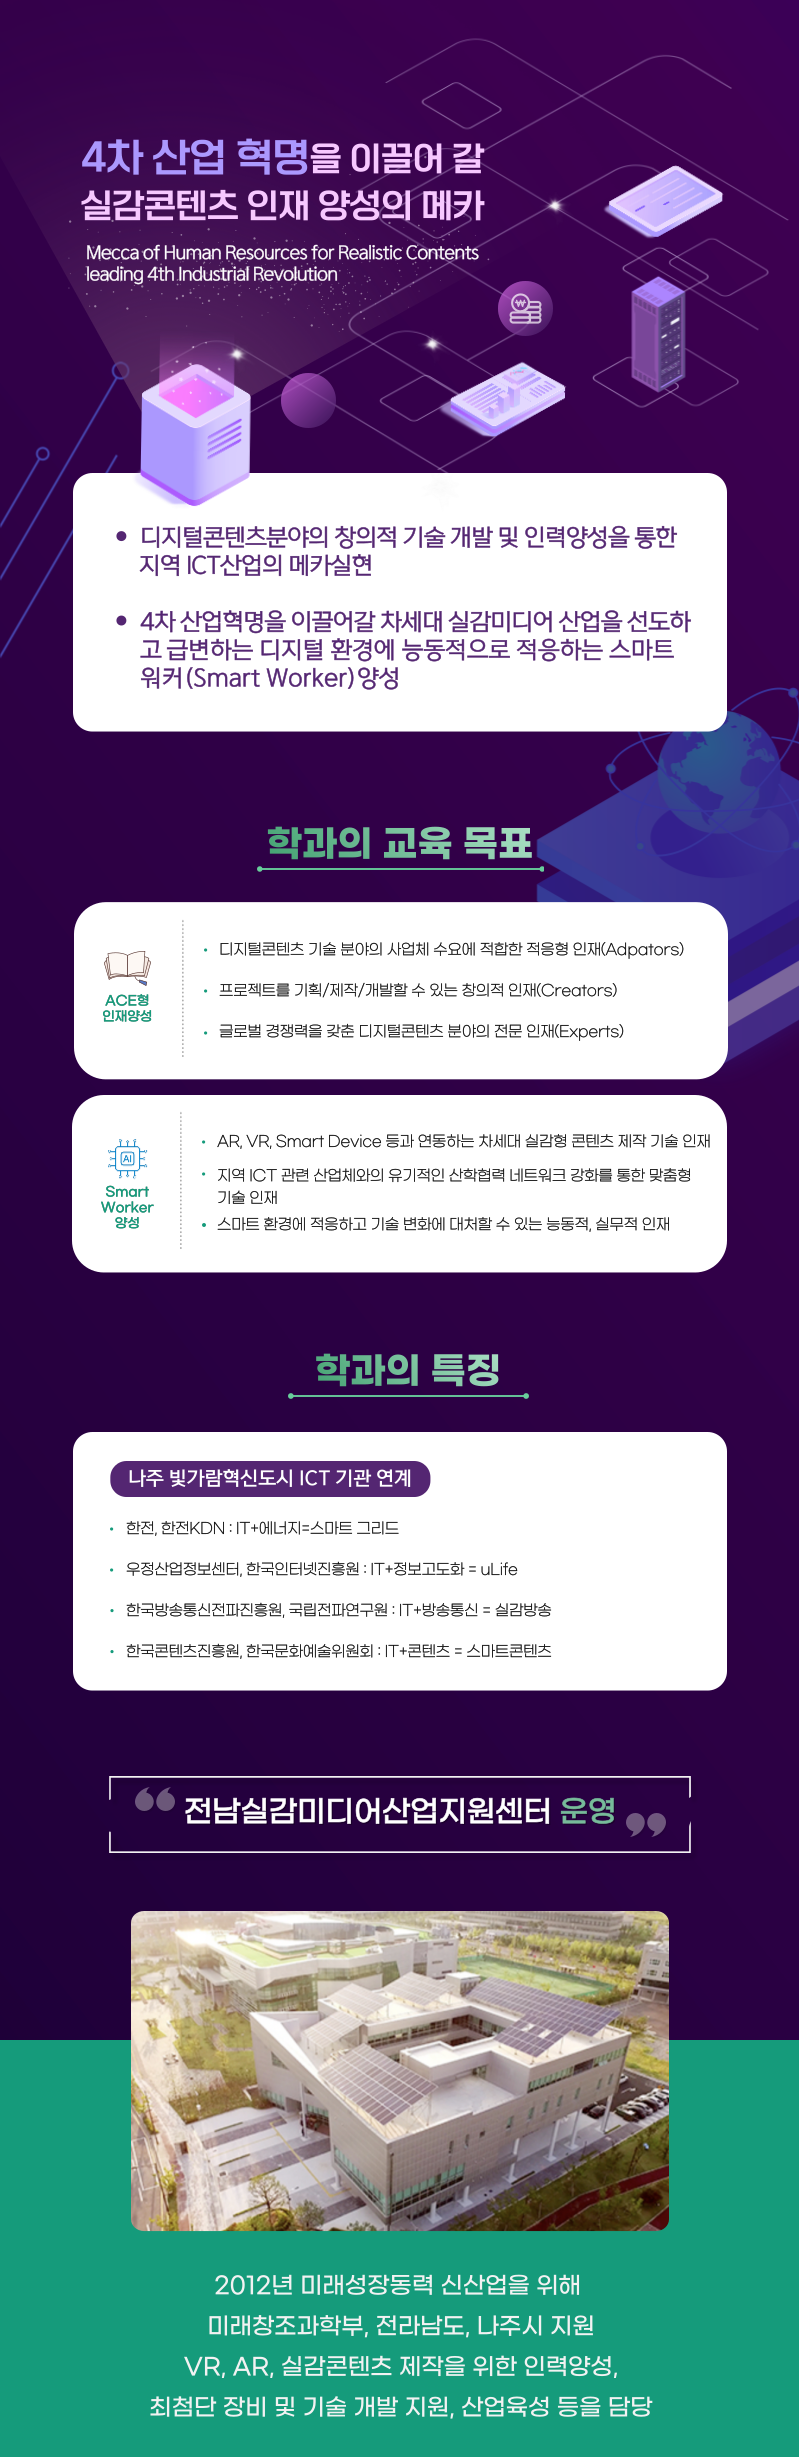 4차 산업 혁명을 이끌어 갈
실감콘텐츠 인재 양성의 메카
Mecca of Human Resources for Realistic Contents
leading 4th Industrial Revolution
• 디지털콘텐츠분야의 창의적 기술 개발 및 인력양성을 통한
지역 ICT산업의 메카실현
• 4차 산업혁명을 이끌어갈 차세대 실감미디어 산업을 선도하
고 급변하는 디지털 환경에 능동적으로 적응하는 스마트
워커(Smart Worker)양성
학과의 교육 목표
ACE형
인재양성
• 디지털콘텐츠 기술 분야의 사업체 수요에 적합한 적응형 인재(Adpators)
• 프로젝트를 기획/제작/개발할 수 있는 창의적 인재(Creators)
• 글로벌 경쟁력을 갖춘 디지털콘텐츠 분야의 전문 인재(Experts)
AI
Smart
Worker
양성
• AR, VR, Smart Device 등과 연동하는 차세대 실감형 콘텐츠 제작 기술 인재
• 지역 ICT 관련 산업체와의 유기적인 산학협력 네트워크 강화를 통한 맞춤형
기술 인재
• 스마트 환경에 적응하고 기술 변화에 대처할 수 있는 능동적, 실무적 인재
학과의 특징
나주 빛가람혁신도시 ICT 기관 연계
• 한전, 한전KDN : IT+에너지=스마트 그리드
• 우정산업정보센터, 한국인터넷진흥원 : IT+정보고도화 = uLife
• 한국방송통신전파진흥원, 국립전파연구원 : IT+방송통신 = 실감방송
• 한국콘텐츠진흥원, 한국문화예술위원회 : IT+콘텐츠 = 스마트콘텐츠
“ 전남실감미디어산업지원센터 운영 ”
2012년 미래성장동력 신산업을 위해
미래창조과학부, 전라남도, 나주시 지원
VR, AR, 실감콘텐츠 제작을 위한 인력양성,
최첨단 장비 및 기술 개발 지원, 산업육성 등을 담당